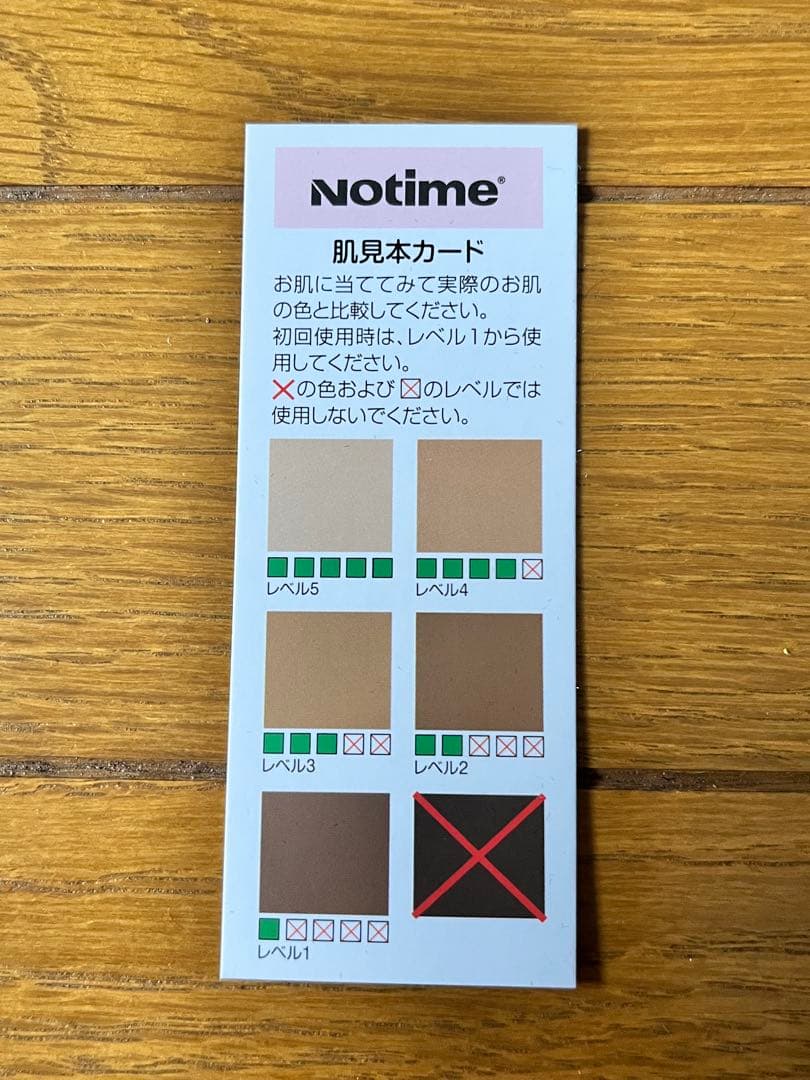 Notime®
肌見本カード
お肌に当ててみて実際のお肌
の色と比較してください。
初回使用時は、レベル1から使
用してください。
❌の色および☒のレベルでは
使用しないでください。
レベル5
レベル4
レベル3
レベル2
レベル1